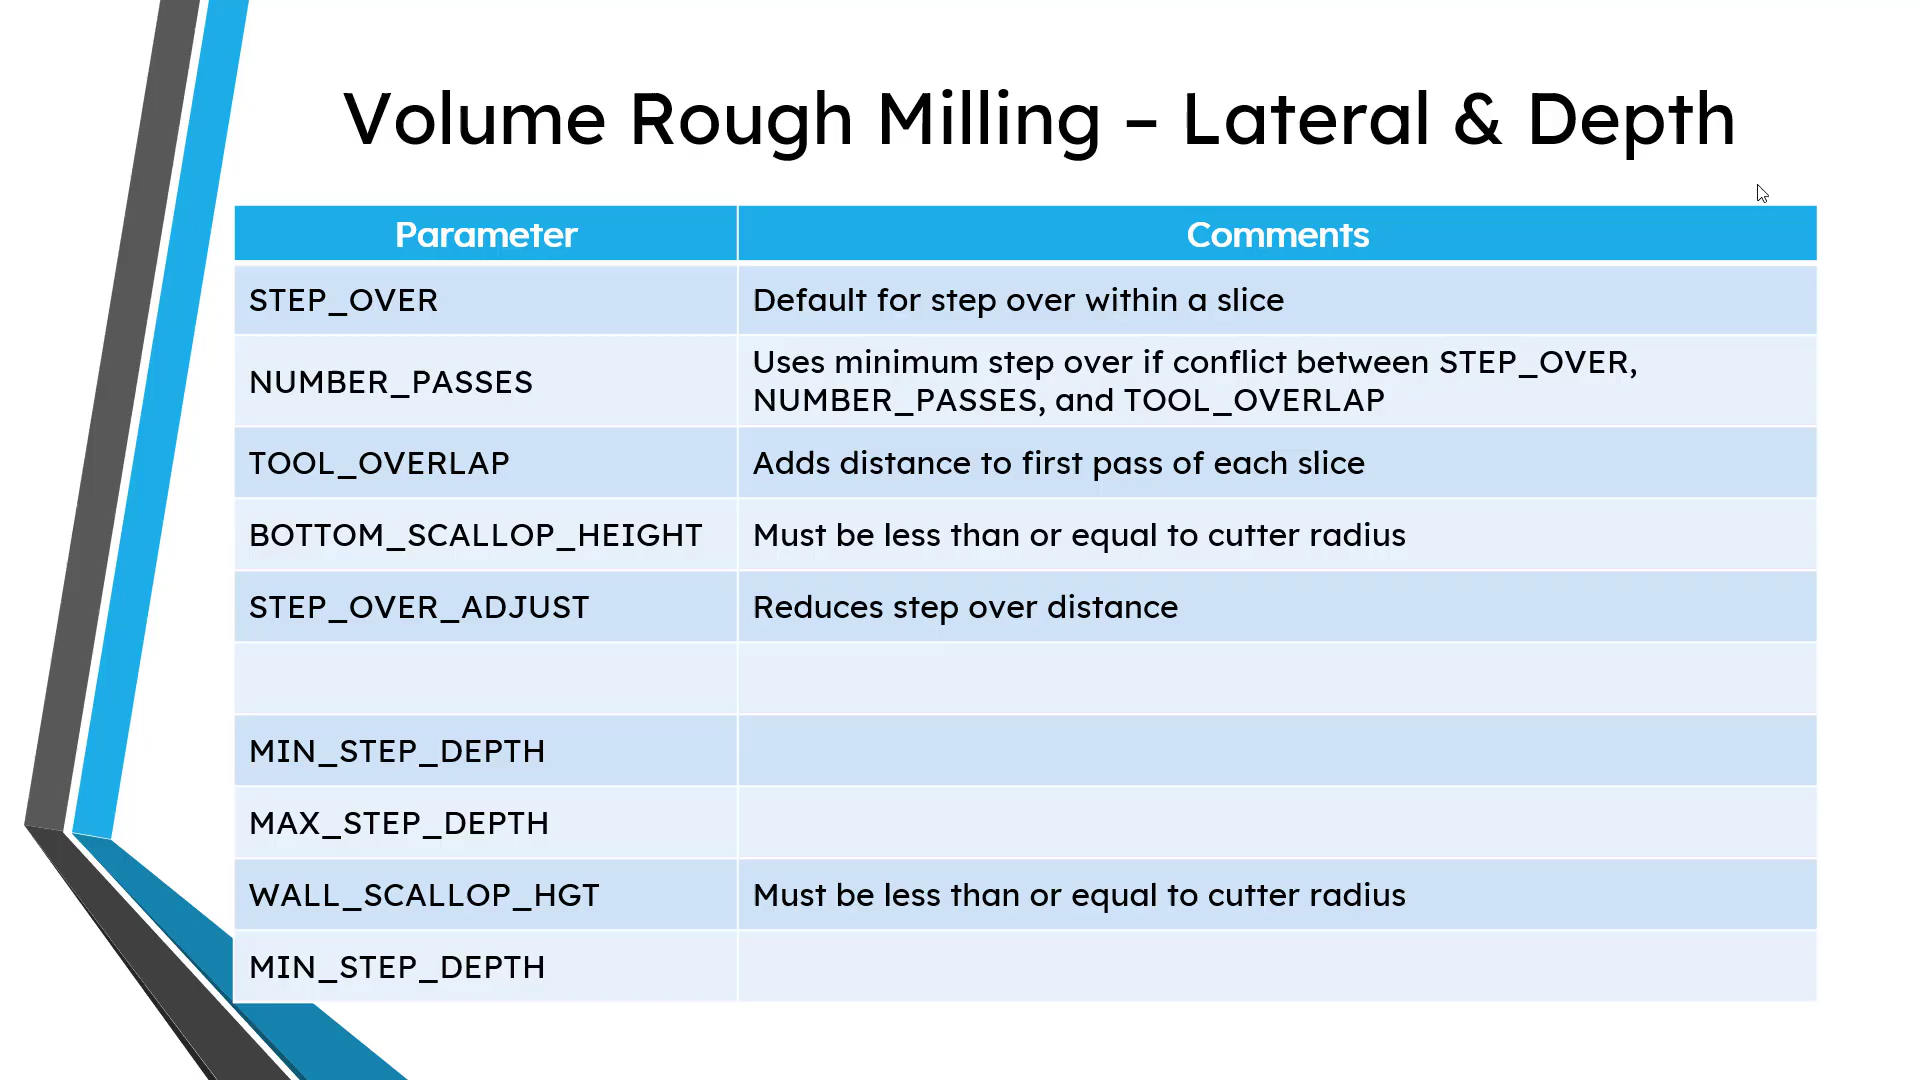 Volume Rough Milling – Lateral & Depth
Parameter
Comments
STEP_OVER
Default for step over within a slice
NUMBER_PASSES
Uses minimum step over if conflict between STEP_OVER,
NUMBER_PASSES, and TOOL_OVERLAP
TOOL_OVERLAP
Adds distance to first pass of each slice
BOTTOM_SCALLOP_HEIGHT
Must be less than or equal to cutter radius
STEP_OVER_ADJUST
Reduces step over distance
MIN_STEP_DEPTH
MAX_STEP_DEPTH
WALL_SCALLOP_HGT
Must be less than or equal to cutter radius
MIN_STEP_DEPTH